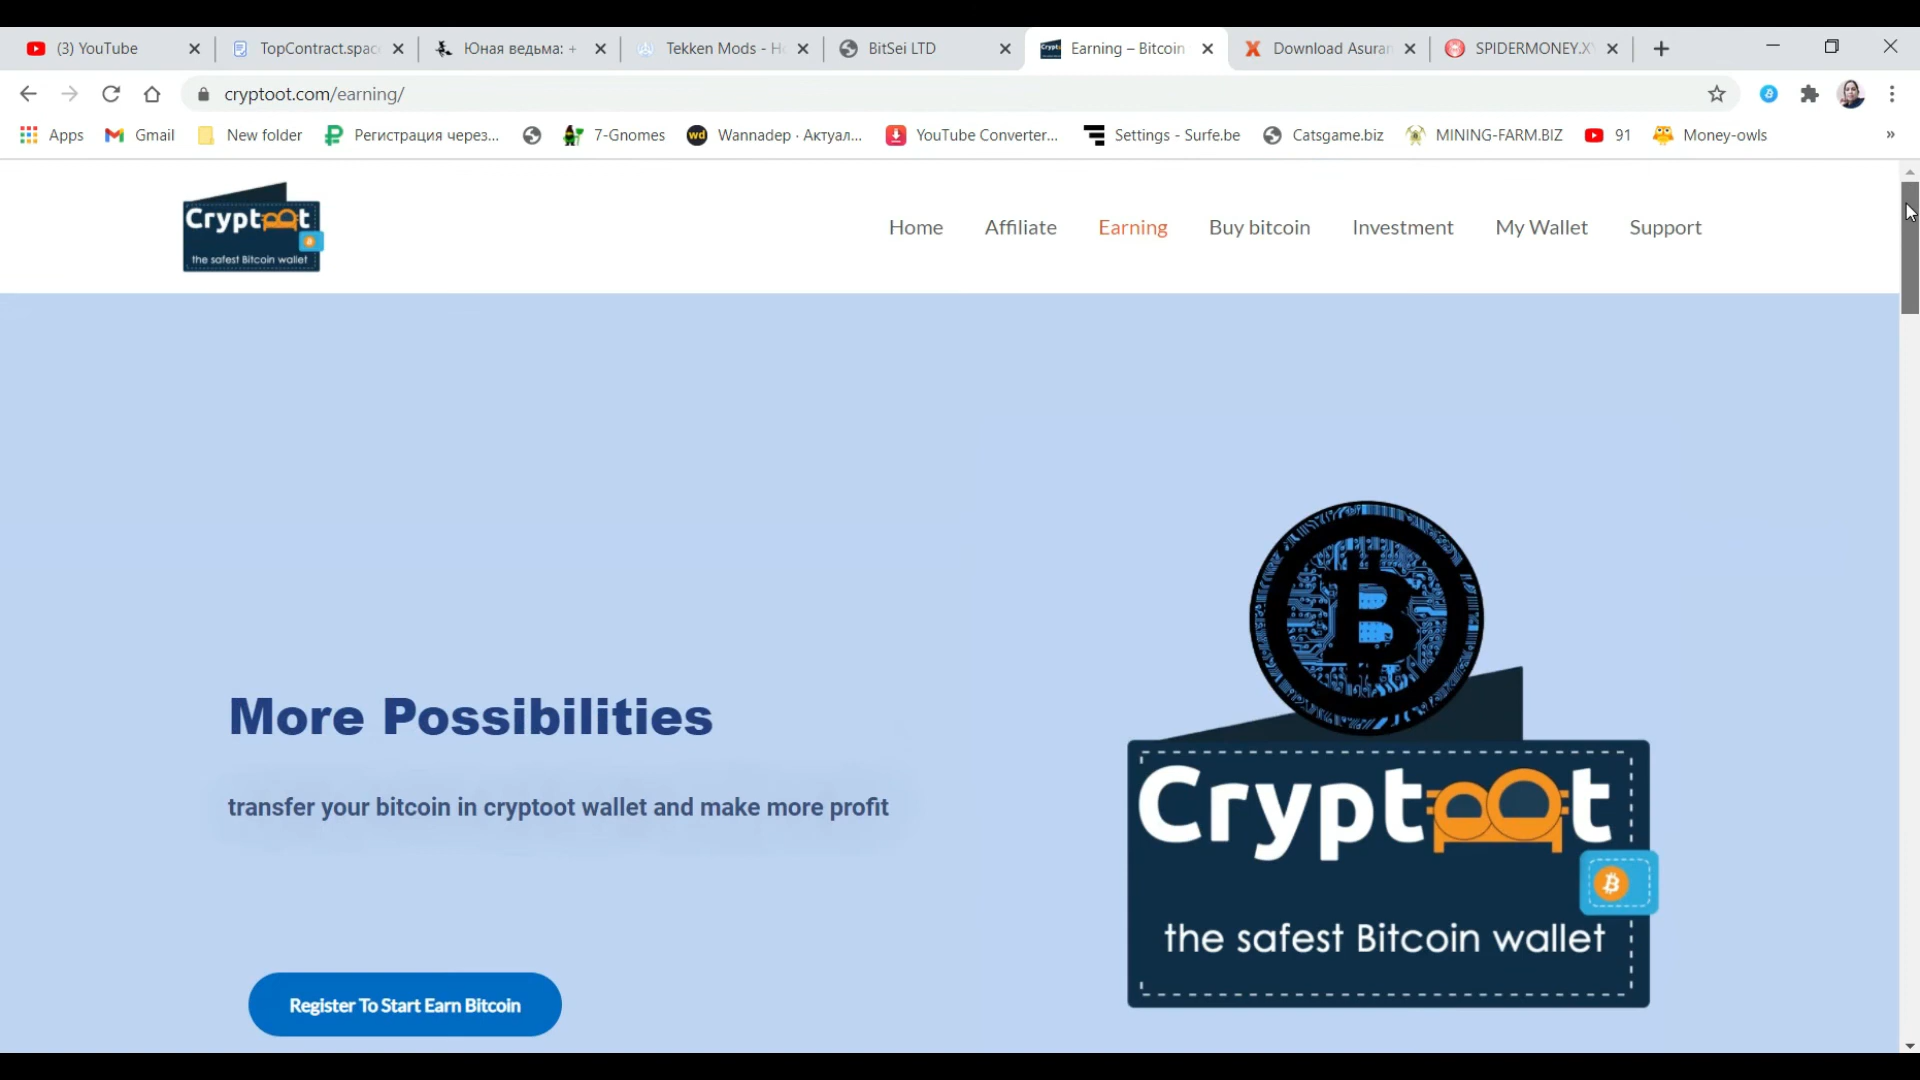 (3) YouTube
TopContract.spac
Юная ведьма: +
Tekken Mods - H
BitSei LTD
Earning – Bitcoin
Download Asuran
SPIDERMONEY.X
cryptoot.com/earning/
Apps
Gmail
New folder
Регистрация через...
7-Gnomes
wd
Wannadep · Актуал...
YouTube Converter...
Settings - Surfe.be
Catsgame.biz
MINING-FARM.BIZ
91
Money-owls
»
Cryptoot
the safest Bitcoin wallet
Home
Affiliate
Earning
Buy bitcoin
Investment
My Wallet
Support
More Possibilities
transfer your bitcoin in cryptoot wallet and make more profit
Register To Start Earn Bitcoin
Cryptoot
the safest Bitcoin wallet